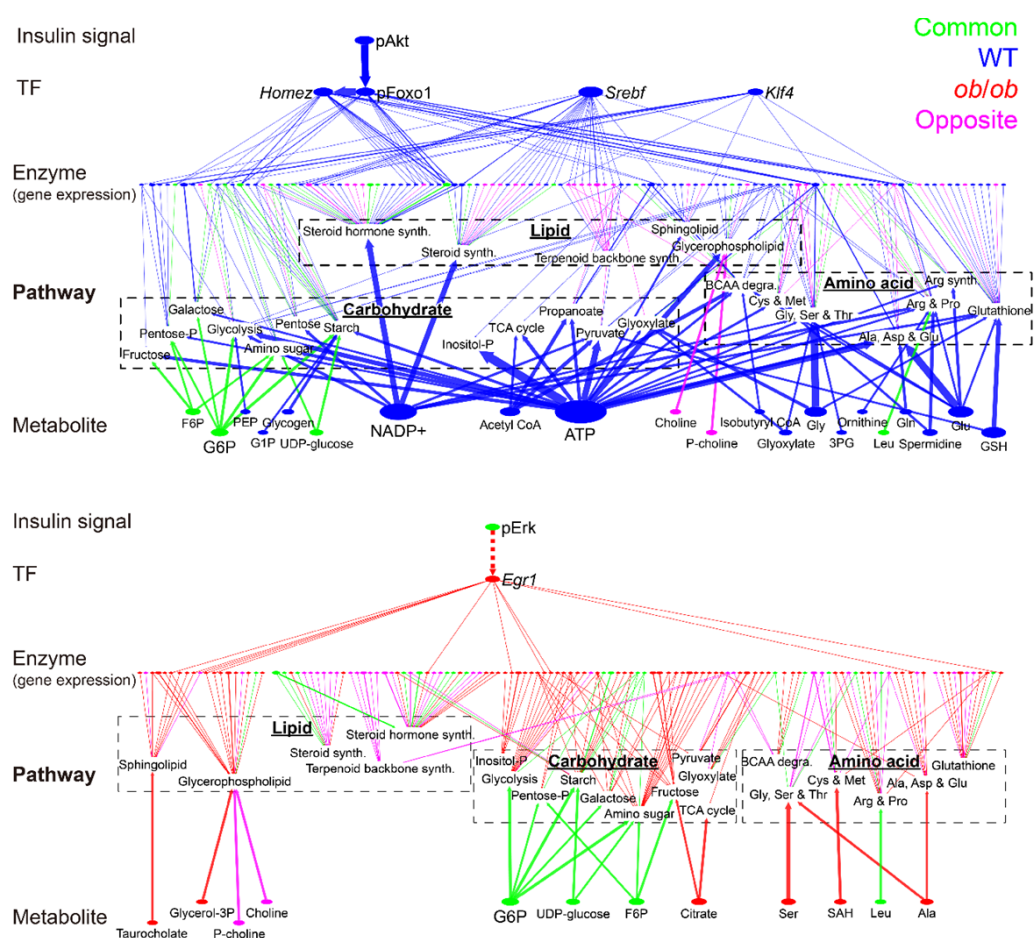 Insulin signal
pAkt
Common
WT
ob/ob
Opposite
TF
Homez
pFoxo1
Srebf
Klf4
Enzyme
(gene expression)
Steroid hormone synth.
Lipid
Sphingolipid
Steroid synth.
Glycerophospholipid
Terpenoid backbone synth.
Pathway
BCAA degra.
Amino acid
Arg synth.
Cys & Met
Arg & Pro
Galactose
Carbohydrate
Propanoate
Gly, Ser & Thr
Glutathione
Pentose-P
Glycolysis
Pentose
Starch
TCA cycle
Pyruvate
Glyoxylate
Ala, Asp & Glu
Fructose
Amino sugar
Inositol-P
Metabolite
F6P
PEP
Glycogen
NADP+
Acetyl CoA
ATP
Choline
Isobutyryl CoA
Gly
Ornithine
Gln
Glu
G6P
G1P
UDP-glucose
P-choline
Glyoxylate
3PG
Leu
Spermidine
GSH
Insulin signal
pErk
TF
Egr1
Enzyme
(gene expression)
Lipid
Steroid hormone synth.
Steroid synth.
Sphingolipid
Terpenoid backbone synth.
Pathway
Glycerophospholipid
Inositol-P
Carbohydrate
Pyruvate
BCAA degra.
Amino acid
Glutathione
Glycolysis
Starch
Glyoxylate
Cys & Met
Ala, Asp & Glu
Pentose-P
Galactose
Fructose
Gly, Ser & Thr
Arg & Pro
Amino sugar
TCA cycle
Metabolite
Glycerol-3P
Choline
G6P
UDP-glucose
F6P
Citrate
Ser
SAH
Leu
Ala
Taurocholate
P-choline